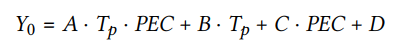 Y₀ = A · Tₚ · PEC + B · Tₚ + C · PEC + D